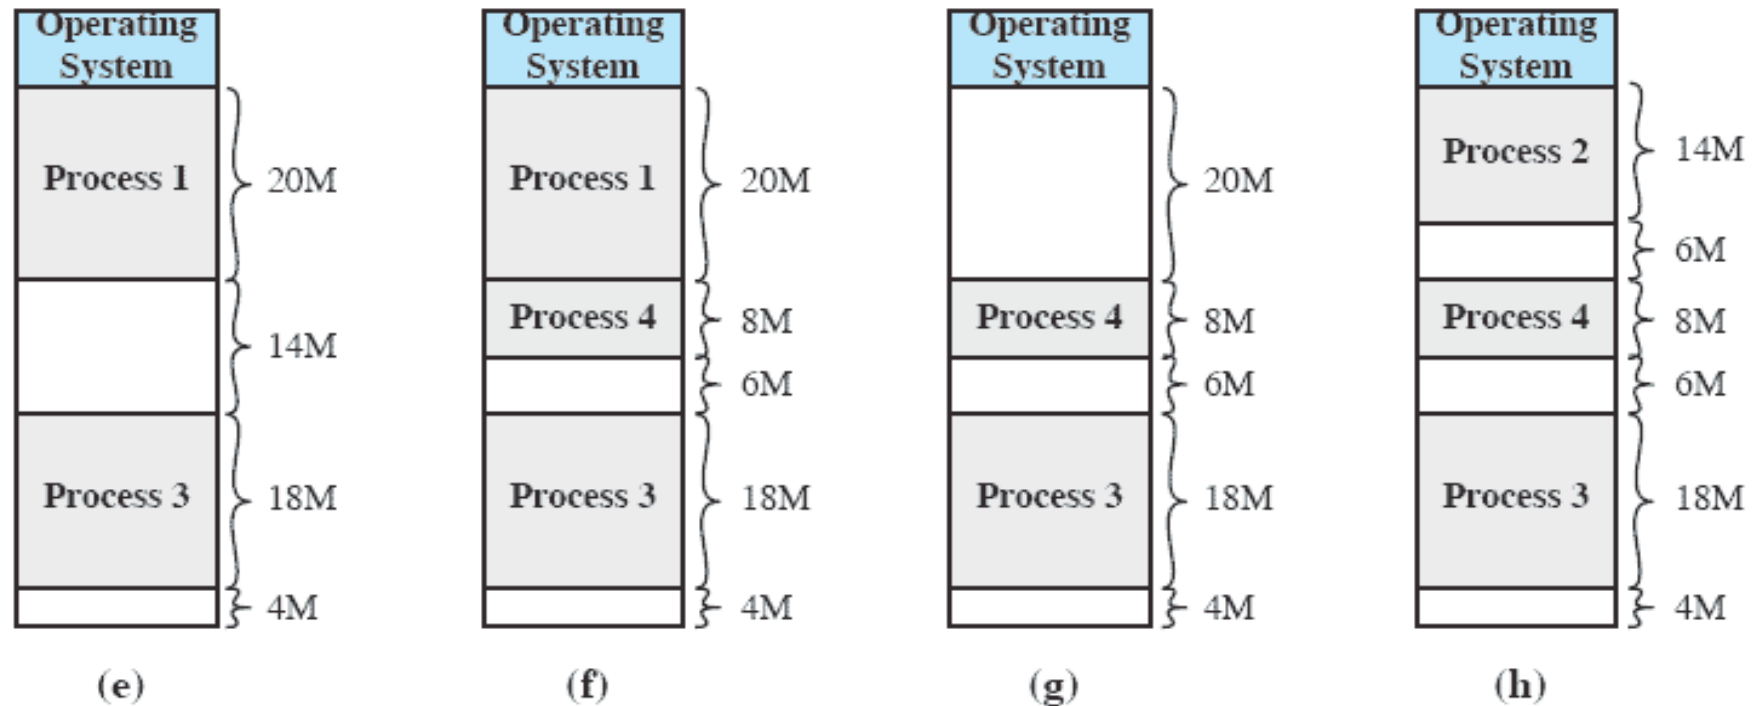 Operating
System
Process 1
20M
14M
Process 3
18M
4M
(e)
Operating
System
Process 1
20M
Process 4
8M
6M
Process 3
18M
4M
(f)
Operating
System
20M
Process 4
8M
6M
Process 3
18M
4M
(g)
Operating
System
Process 2
14M
6M
Process 4
8M
6M
Process 3
18M
4M
(h)